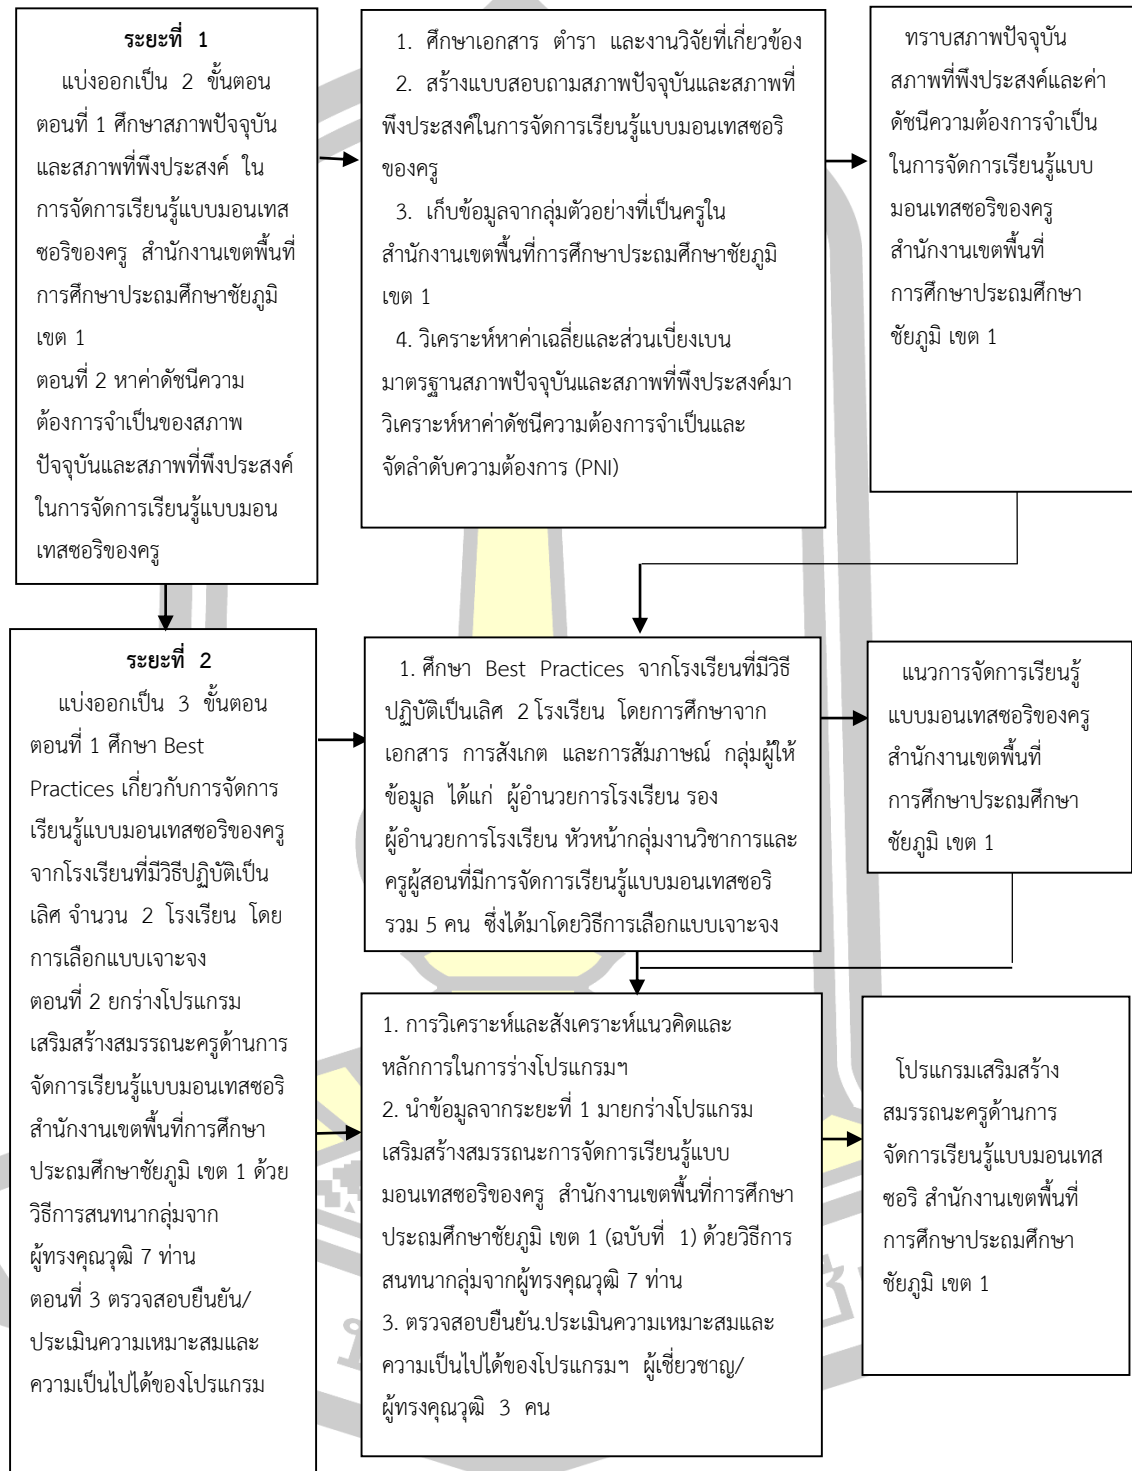 ระยะที่ 1
แบ่งออกเป็น 2 ขั้นตอน
ตอนที่ 1 ศึกษาสภาพปัจจุบัน
และสภาพที่พึงประสงค์ ใน
การจัดการเรียนรู้แบบมอนเทส
ซอริของครู สำนักงานเขตพื้นที่
การศึกษาประถมศึกษาชัยภูมิ
เขต 1
ตอนที่ 2 หาค่าดัชนีความ
ต้องการจำเป็นของสภาพ
ปัจจุบันและสภาพที่พึงประสงค์
ในการจัดการเรียนรู้แบบมอน
เทสซอริของครู
1. ศึกษาเอกสาร ตำรา และงานวิจัยที่เกี่ยวข้อง
2. สร้างแบบสอบถามสภาพปัจจุบันและสภาพที่
พึงประสงค์ในการจัดการเรียนรู้แบบมอนเทสซอริ
ของครู
3. เก็บข้อมูลจากลุ่มตัวอย่างที่เป็นครูใน
สำนักงานเขตพื้นที่การศึกษาประถมศึกษาชัยภูมิ
เขต 1
4. วิเคราะห์หาค่าเฉลี่ยและส่วนเบี่ยงเบน
มาตรฐานสภาพปัจจุบันและสภาพที่พึงประสงค์มา
วิเคราะห์หาค่าดัชนีความต้องการจำเป็นและ
จัดลำดับความต้องการ (PNI)
ทราบสภาพปัจจุบัน
สภาพที่พึงประสงค์และค่า
ดัชนีความต้องการจำเป็น
ในการจัดการเรียนรู้แบบ
มอนเทสซอริของครู
สำนักงานเขตพื้นที่
การศึกษาประถมศึกษา
ชัยภูมิ เขต 1
ระยะที่ 2
แบ่งออกเป็น 3 ขั้นตอน
ตอนที่ 1 ศึกษา Best
Practices เกี่ยวกับการจัดการ
เรียนรู้แบบมอนเทสซอริของครู
จากโรงเรียนที่มีวิธีปฏิบัติเป็น
เลิศ จำนวน 2 โรงเรียน โดย
การเลือกแบบเจาะจง
ตอนที่ 2 ยกร่างโปรแกรม
เสริมสร้างสมรรถนะครูด้านการ
จัดการเรียนรู้แบบมอนเทสซอริ
สำนักงานเขตพื้นที่การศึกษา
ประถมศึกษาชัยภูมิ เขต 1 ด้วย
วิธีการสนทนากลุ่มจาก
ผู้ทรงคุณวุฒิ 7 ท่าน
ตอนที่ 3 ตรวจสอบยืนยัน/
ประเมินความเหมาะสมและ
ความเป็นไปได้ของโปรแกรม
1. ศึกษา Best Practices จากโรงเรียนที่มีวิธี
ปฏิบัติเป็นเลิศ 2 โรงเรียน โดยการศึกษาจาก
เอกสาร การสังเกต และการสัมภาษณ์ กลุ่มผู้ให้
ข้อมูล ได้แก่ ผู้อำนวยการโรงเรียน รอง
ผู้อำนวยการโรงเรียน หัวหน้ากลุ่มงานวิชาการและ
ครูผู้สอนที่มีการจัดการเรียนรู้แบบมอนเทสซอริ
รวม 5 คน ซึ่งได้มาโดยวิธีการเลือกแบบเจาะจง
แนวการจัดการเรียนรู้
แบบมอนเทสซอริของครู
สำนักงานเขตพื้นที่
การศึกษาประถมศึกษา
ชัยภูมิ เขต 1
1. การวิเคราะห์และสังเคราะห์แนวคิดและ
หลักการในการร่างโปรแกรมฯ
2. นำข้อมูลจากระยะที่ 1 มายกร่างโปรแกรม
เสริมสร้างสมรรถนะการจัดการเรียนรู้แบบ
มอนเทสซอริของครู สำนักงานเขตพื้นที่การศึกษา
ประถมศึกษาชัยภูมิ เขต 1 (ฉบับที่ 1) ด้วยวิธีการ
สนทนากลุ่มจากผู้ทรงคุณวุฒิ 7 ท่าน
3. ตรวจสอบยืนยัน.ประเมินความเหมาะสมและ
ความเป็นไปได้ของโปรแกรมฯ ผู้เชี่ยวชาญ/
ผู้ทรงคุณวุฒิ 3 คน
โปรแกรมเสริมสร้าง
สมรรถนะครูด้านการ
จัดการเรียนรู้แบบมอนเทส
ซอริ สำนักงานเขตพื้นที่
การศึกษาประถมศึกษา
ชัยภูมิ เขต 1